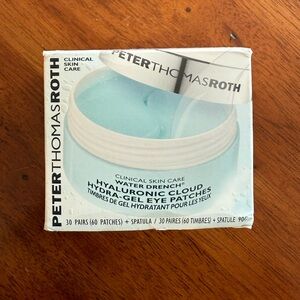 PETERTHOMASROTH
CLINICAL
SKIN
CARE
PETERTHOMASROTH
CLINICAL SKIN CARE
WATER DRENCH®
HYALURONIC CLOUD
HYDRA-GEL EYE PATCHES
TIMBRES DE GEL HYDRATANT POUR LES YEUX
30 PAIRS (60 PATCHES) + SPATULA / 30 PAIRES (60 TIMBRES) + SPATULE